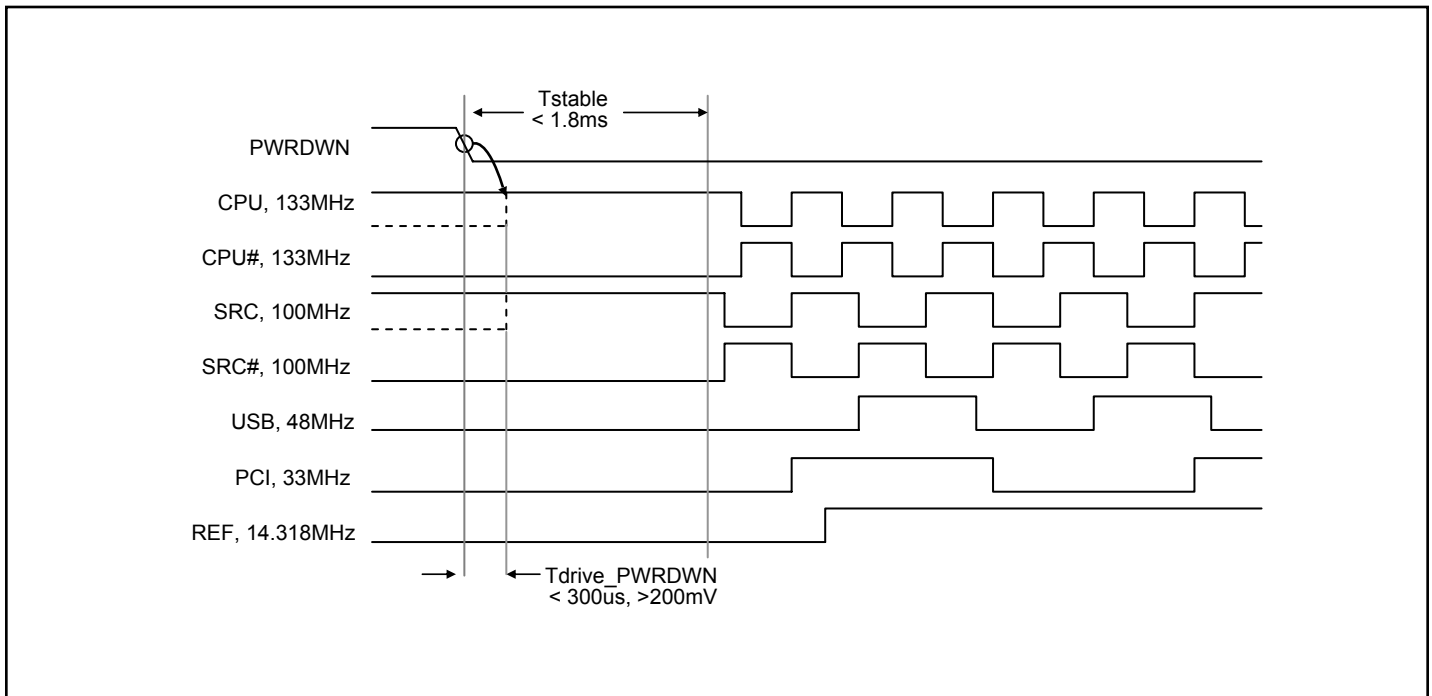 Tstable
< 1.8ms
PWRDWN
CPU, 133MHz
CPU#, 133MHz
SRC, 100MHz
SRC#, 100MHz
USB, 48MHz
PCI, 33MHz
REF, 14.318MHz
Tdrive_PWRDWN
< 300us, >200mV